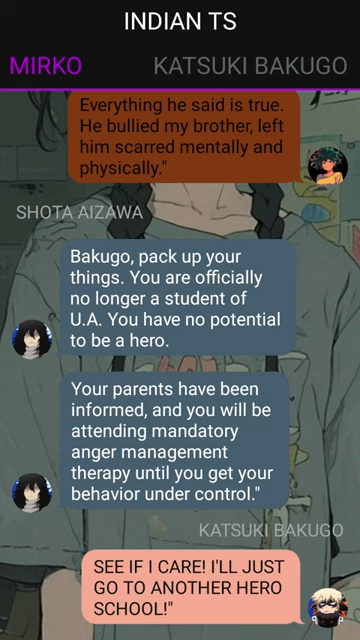 INDIAN TS
MIRKO KATSUKI BAKUGO
Everything he said is true.
He bullied my brother, left
him scarred mentally and
physically."
SHOTA AIZAWA
Bakugo, pack up your
things. You are officially
no longer a student of
U.A. You have no potential
to be a hero.
Your parents have been
informed, and you will be
attending mandatory
anger management
therapy until you get your
behavior under control."
KATSUKI BAKUGO
SEE IF I CARE! I'LL JUST
GO TO ANOTHER HERO
SCHOOL!"